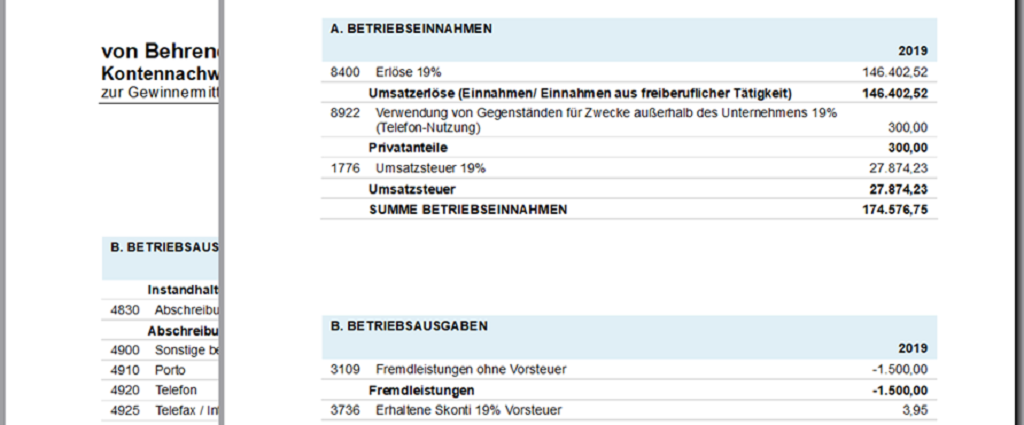 von Behren
Kontennachw
zur Gewinnermitt
B. BETRIEBSAUS
Instandhalt
4830 Abschreibu
Abschreibu
4900 Sonstige be
4910 Porto
4920 Telefon
4925 Telefax / In
A. BETRIEBSEINNAHMEN
2019
8400 Erlöse 19% 146.402,52
Umsatzerlöse (Einnahmen/ Einnahmen aus freiberuflicher Tätigkeit) 146.402,52
8922 Verwendung von Gegenständen für Zwecke außerhalb des Unternehmens 19%
(Telefon-Nutzung) 300,00
Privatanteile 300,00
1776 Umsatzsteuer 19% 27.874,23
Umsatzsteuer 27.874,23
SUMME BETRIEBSEINNAHMEN 174.576,75
B. BETRIEBSAUSGABEN
2019
3109 Fremdleistungen ohne Vorsteuer -1.500,00
Fremdleistungen -1.500,00
3736 Erhaltene Skonti 19% Vorsteuer 3,95